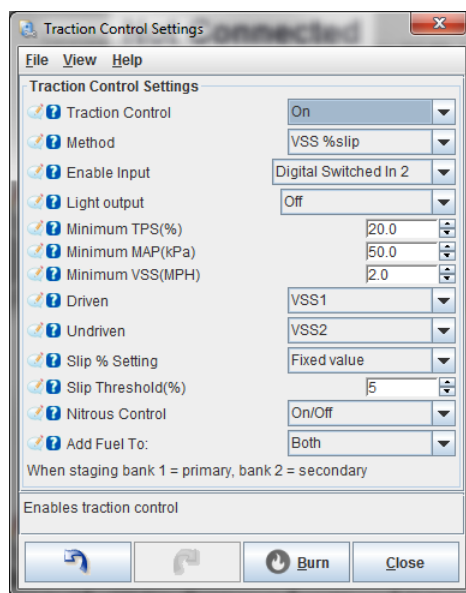 Traction Control Settings
File View Help
Traction Control Settings
Traction Control On
Method VSS %slip
Enable Input Digital Switched In 2
Light output Off
Minimum TPS(%) 20.0
Minimum MAP(kPa) 50.0
Minimum VSS(MPH) 2.0
Driven VSS1
Undriven VSS2
Slip % Setting Fixed value
Slip Threshold(%) 5
Nitrous Control On/Off
Add Fuel To: Both
When staging bank 1 = primary, bank 2 = secondary
Enables traction control
Burn Close